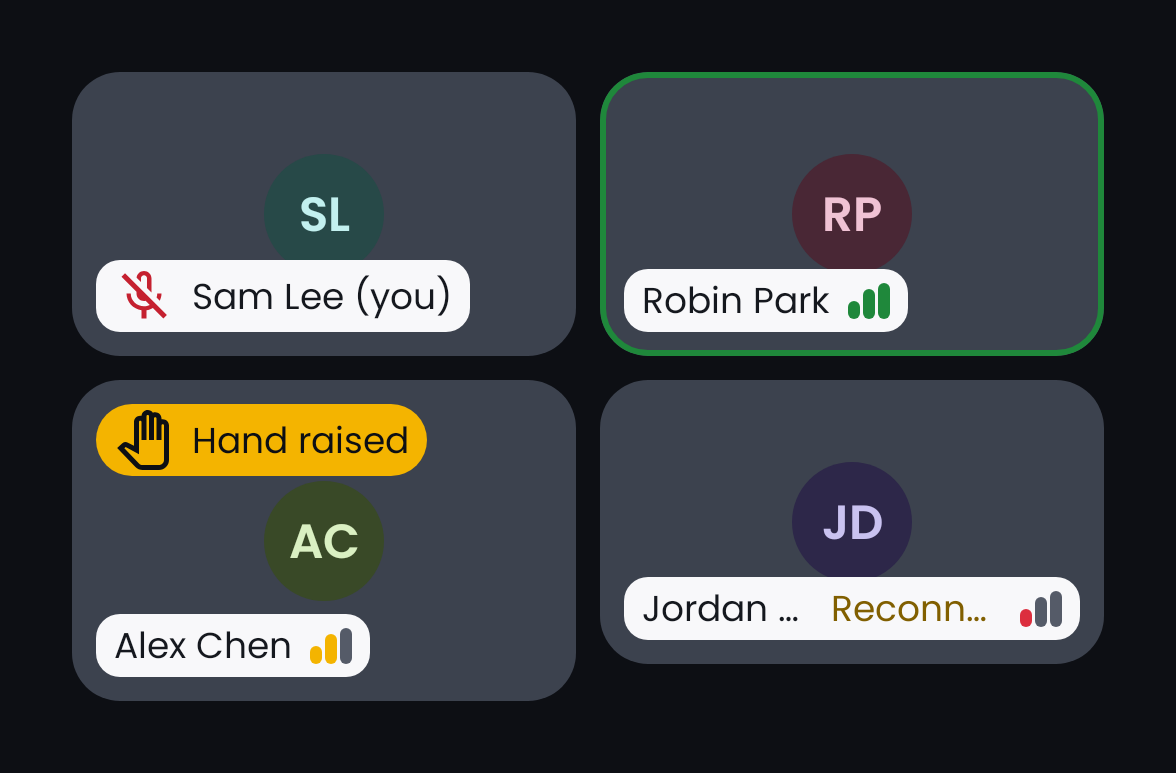 SL
Sam Lee (you)
RP
Robin Park
Hand raised
AC
Alex Chen
JD
Jordan ... Reconn...